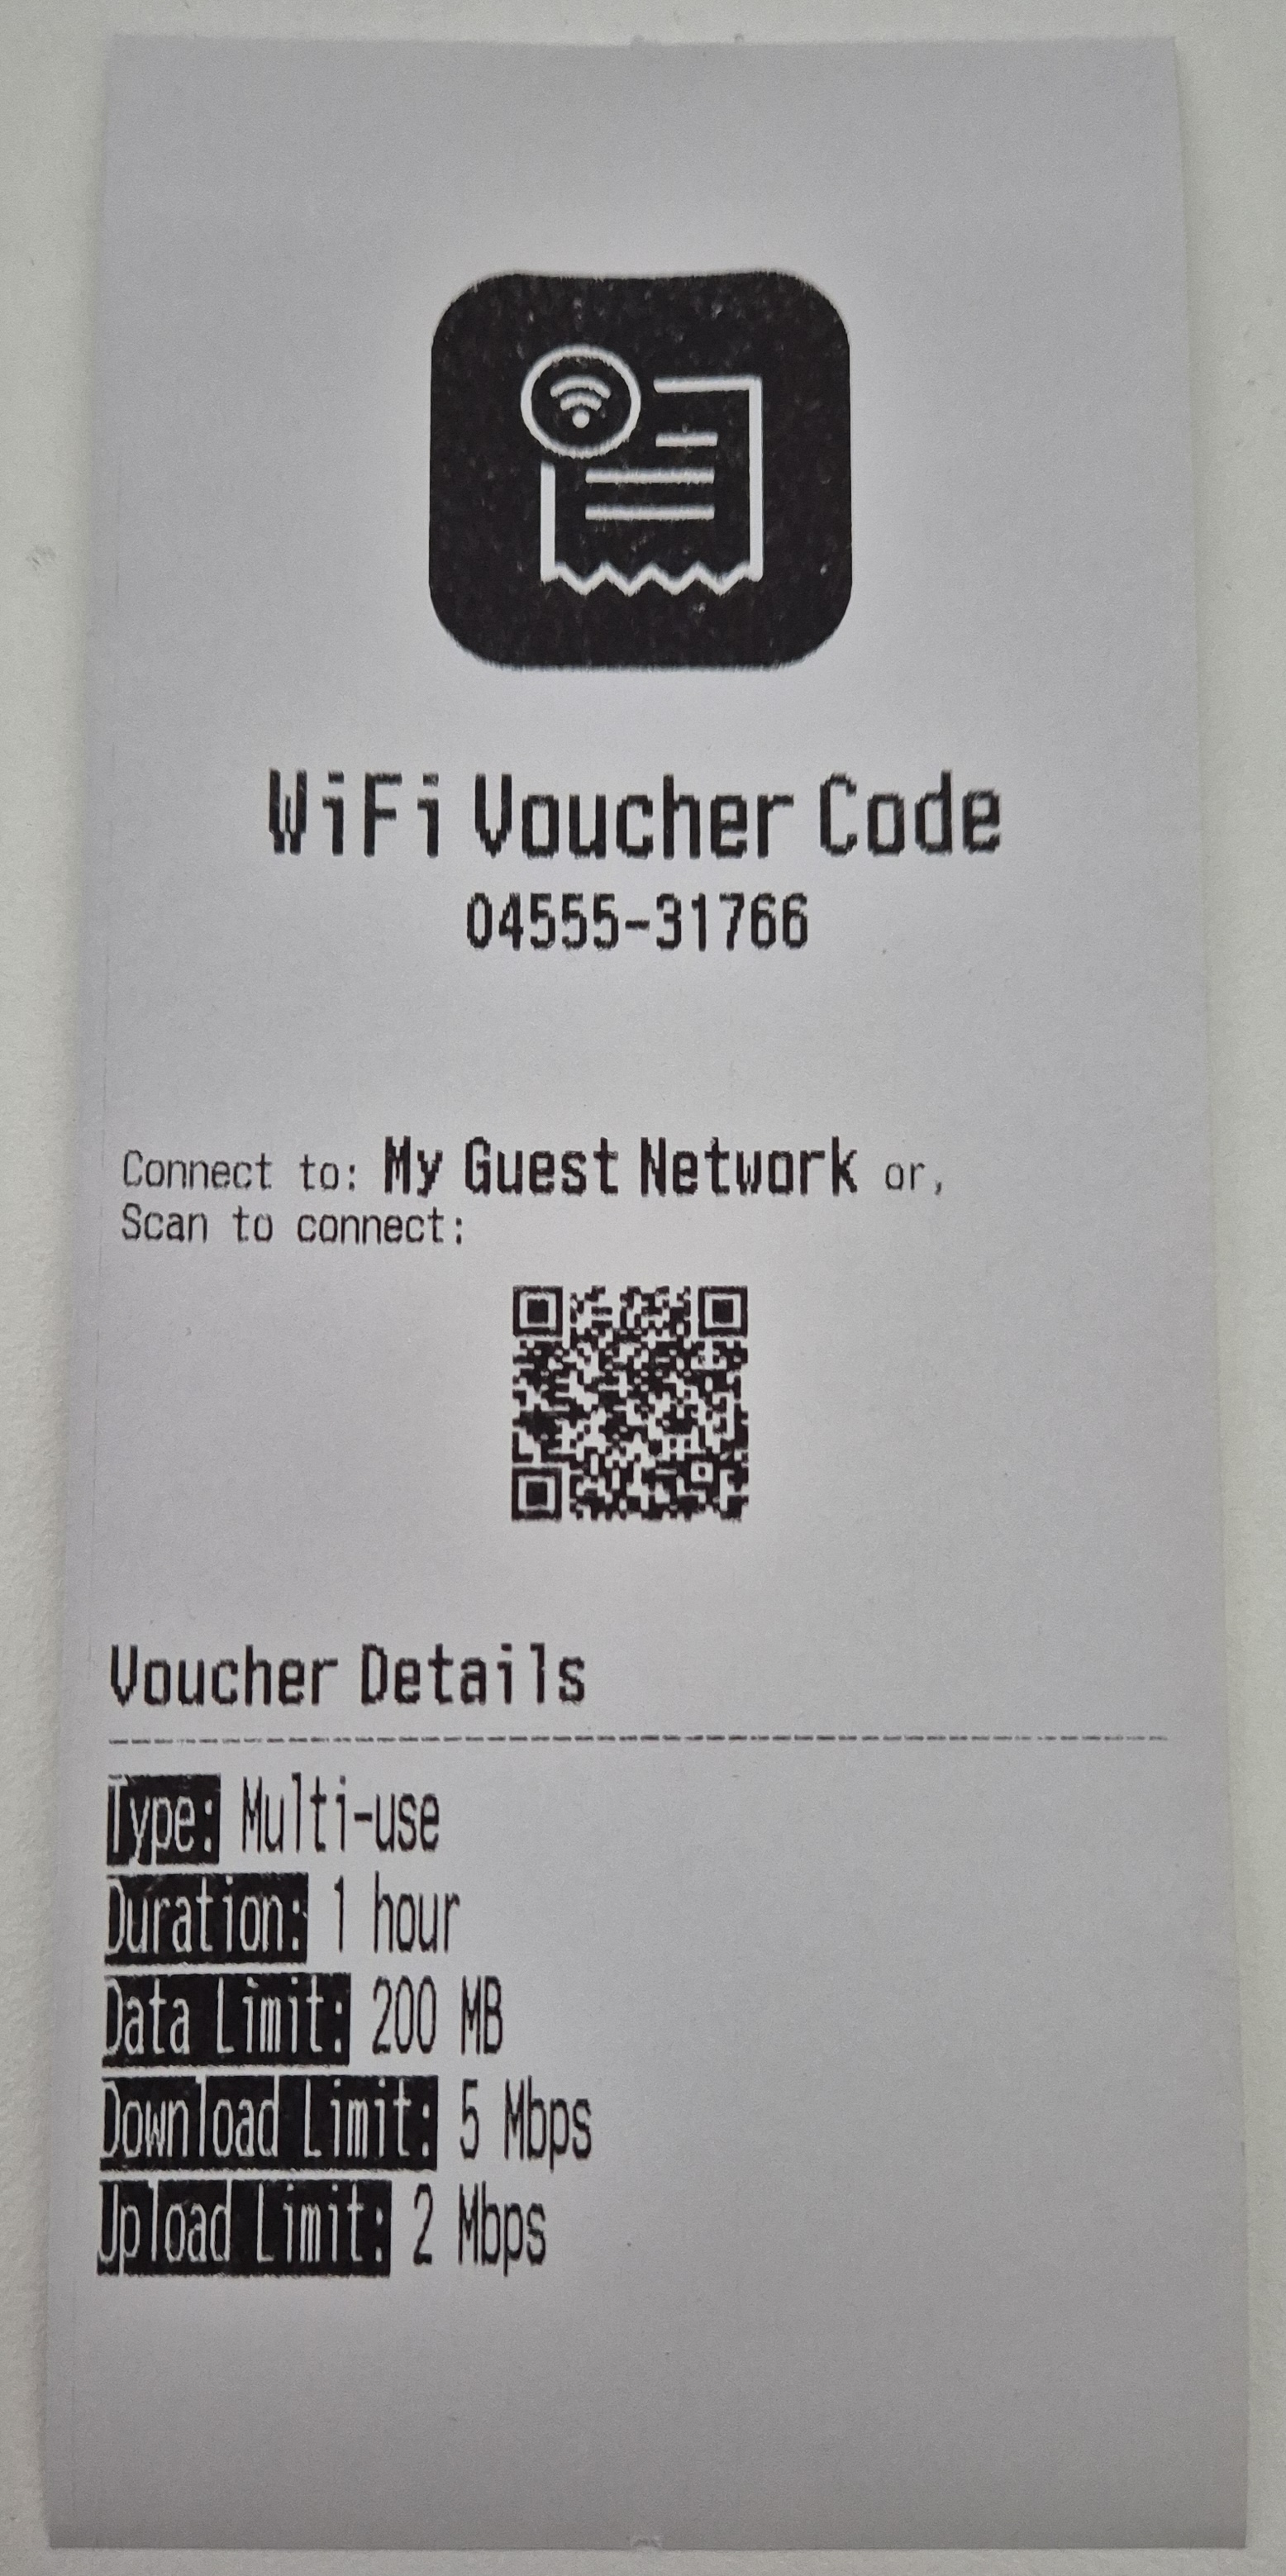 WiFi Voucher Code
04555-31766
Connect to: My Guest Network or,
Scan to connect:
Voucher Details
Type: Multi-use
Duration: 1 hour
Data Limit: 200 MB
Download Limit: 5 Mbps
Upload Limit: 2 Mbps